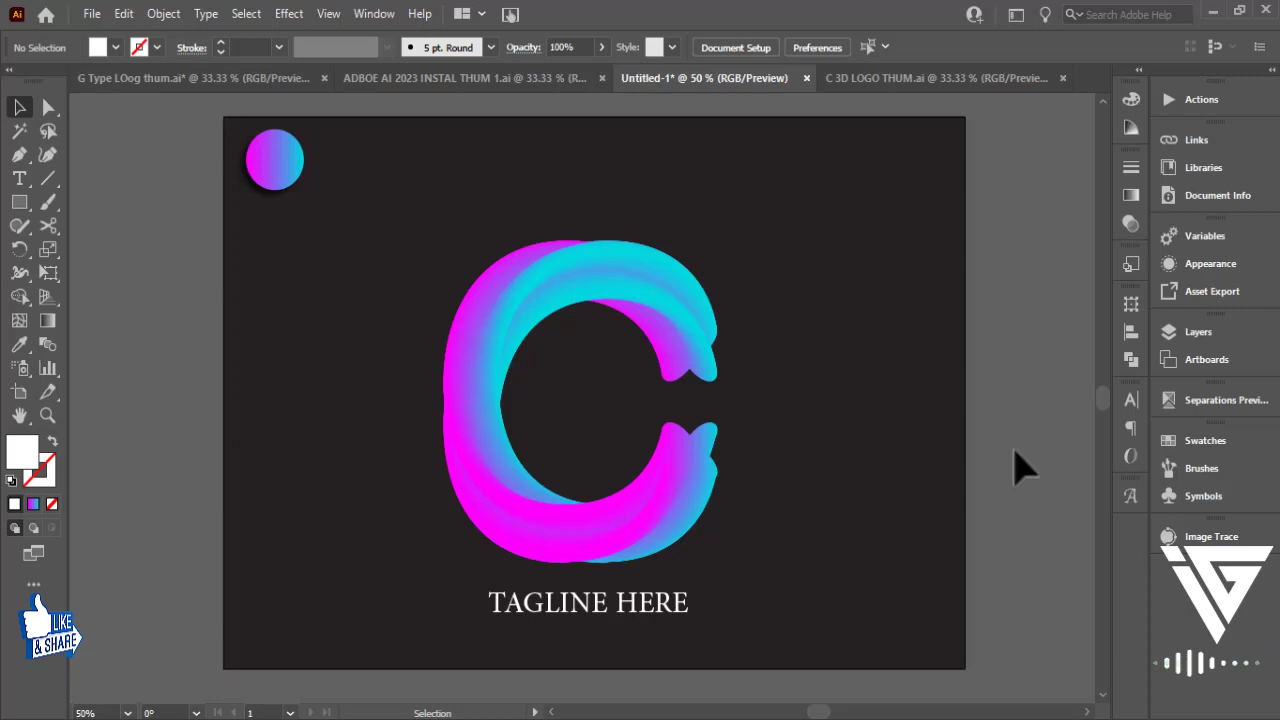 Ai File Edit Object Type Select Effect View Window Help Search Adobe Help
No Selection Stroke: 5 pt. Round Opacity: 100% Style: Document Setup Preferences
G Type LOog thum.ai* @ 33.33 % (RGB/Previe... × ADBOE AI 2023 INSTAL THUM 1.ai @ 33.33 % (R... × Untitled-1* @ 50 % (RGB/Preview) × C 3D LOGO THUM.ai @ 33.33 % (RGB/Previe... ×
Actions
Links
Libraries
Document Info
Variables
Appearance
Asset Export
Layers
Artboards
Separations Previ...
Swatches
Brushes
Symbols
Image Trace
C
TAGLINE HERE
LIKE
& SHARE
IG
50% 0° 1 Selection